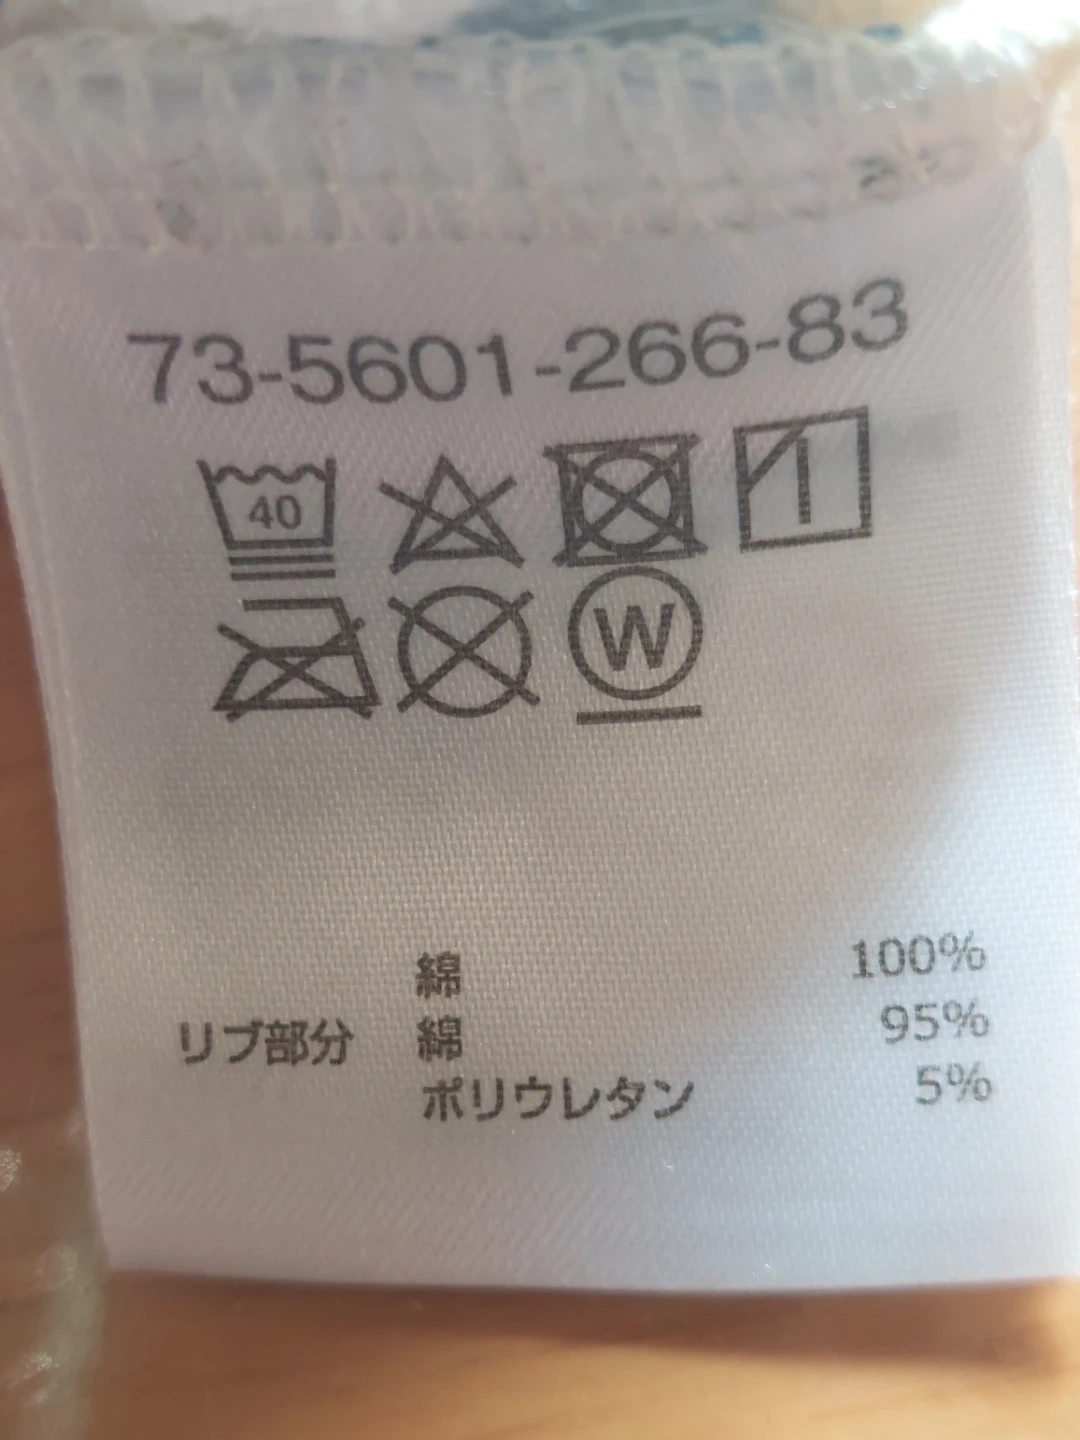 73-5601-266-83
40
W
綿 100%
リブ部分 綿 95%
ポリウレタン 5%